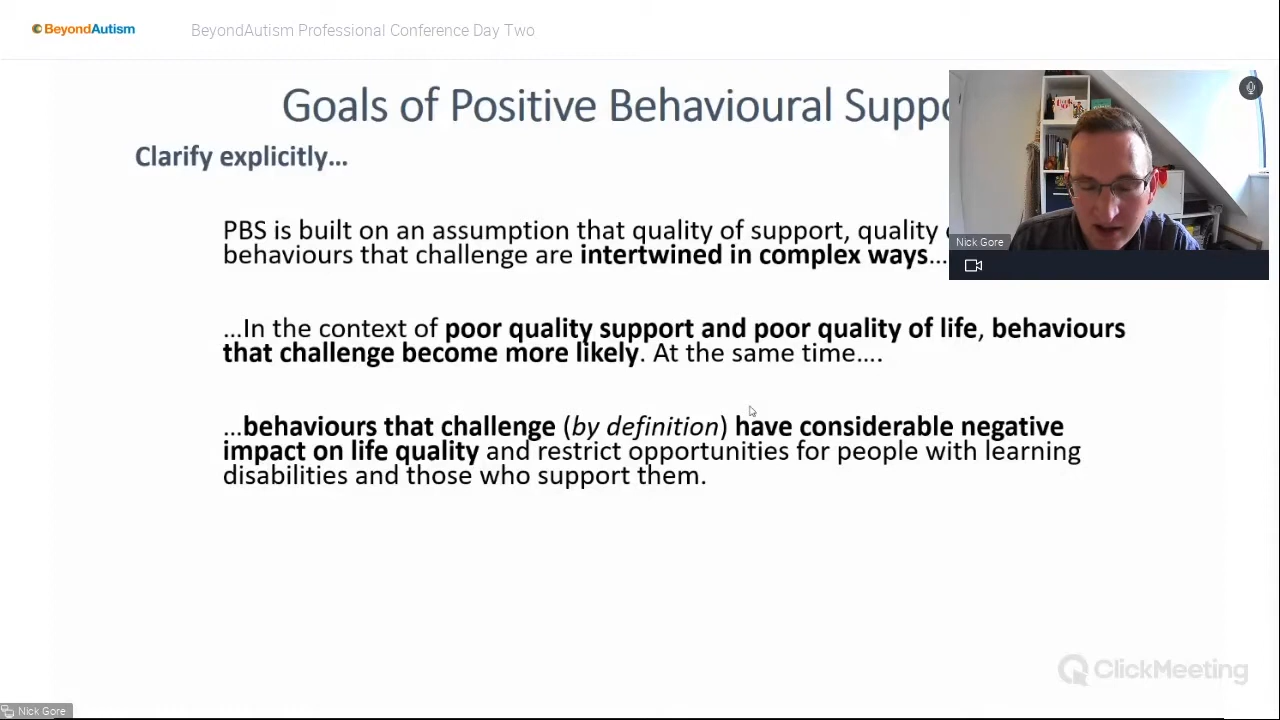 BeyondAutism
BeyondAutism Professional Conference Day Two
Goals of Positive Behavioural
Clarify explicitly...
PBS is built on an assumption that quality of support, quality
behaviours that challenge are intertwined in complex ways...
...In the context of poor quality support and poor quality of life, behaviours
that challenge become more likely. At the same time....
...behaviours that challenge (by definition) have considerable negative
impact on life quality and restrict opportunities for people with learning
disabilities and those who support them.
Nick Gore
ClickMeeting
Nick Gore